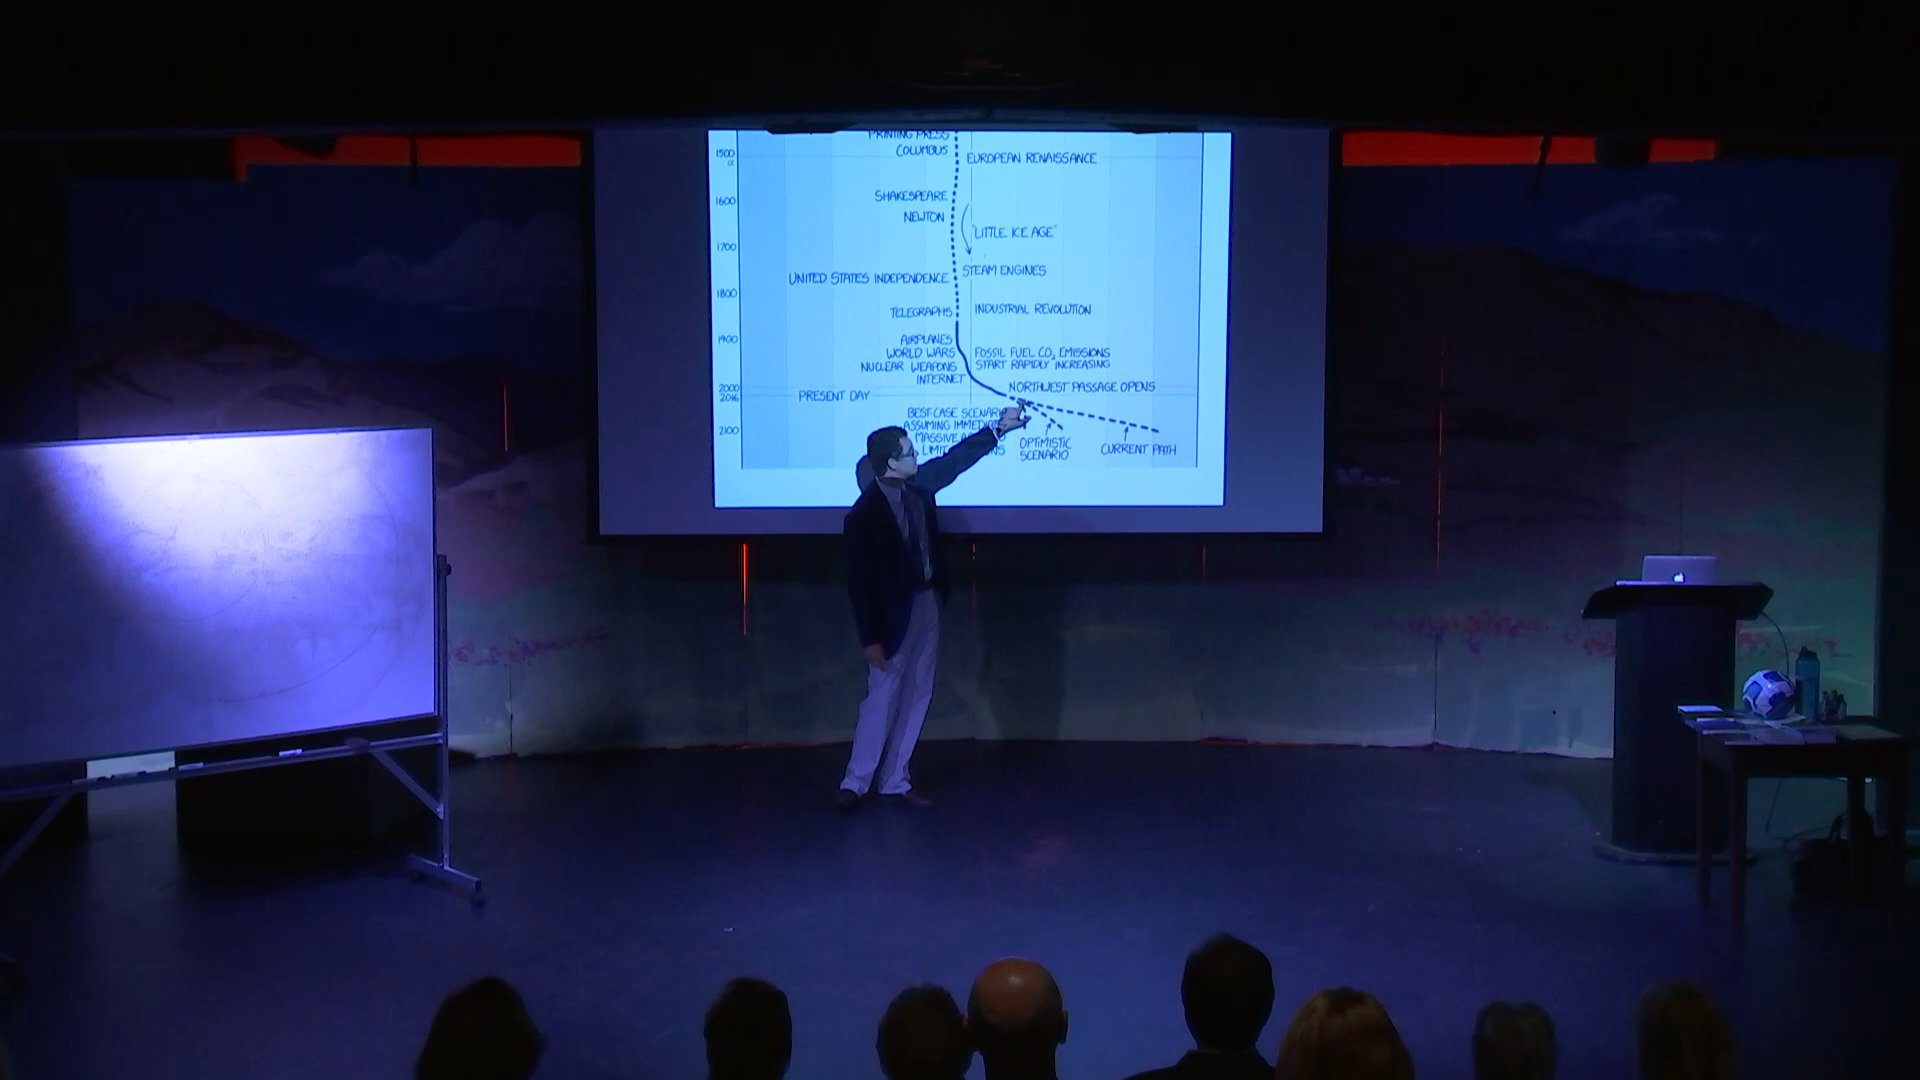 PRINTING PRESS
1500
CE
COLUMBUS
EUROPEAN RENAISSANCE
1600
SHAKESPEARE
NEWTON
"LITTLE ICE AGE"
1700
STEAM ENGINES
UNITED STATES INDEPENDENCE
1800
TELEGRAPHS
INDUSTRIAL REVOLUTION
1900
AIRPLANES
WORLD WARS
FOSSIL FUEL CO2 EMISSIONS
NUCLEAR WEAPONS
START RAPIDLY INCREASING
INTERNET
2000
NORTHWEST PASSAGE OPENS
2016
PRESENT DAY
BEST-CASE SCENARIO
ASSUMING
2100
MASSIVE
OPTIMISTIC
SCENARIO
CURRENT PATH